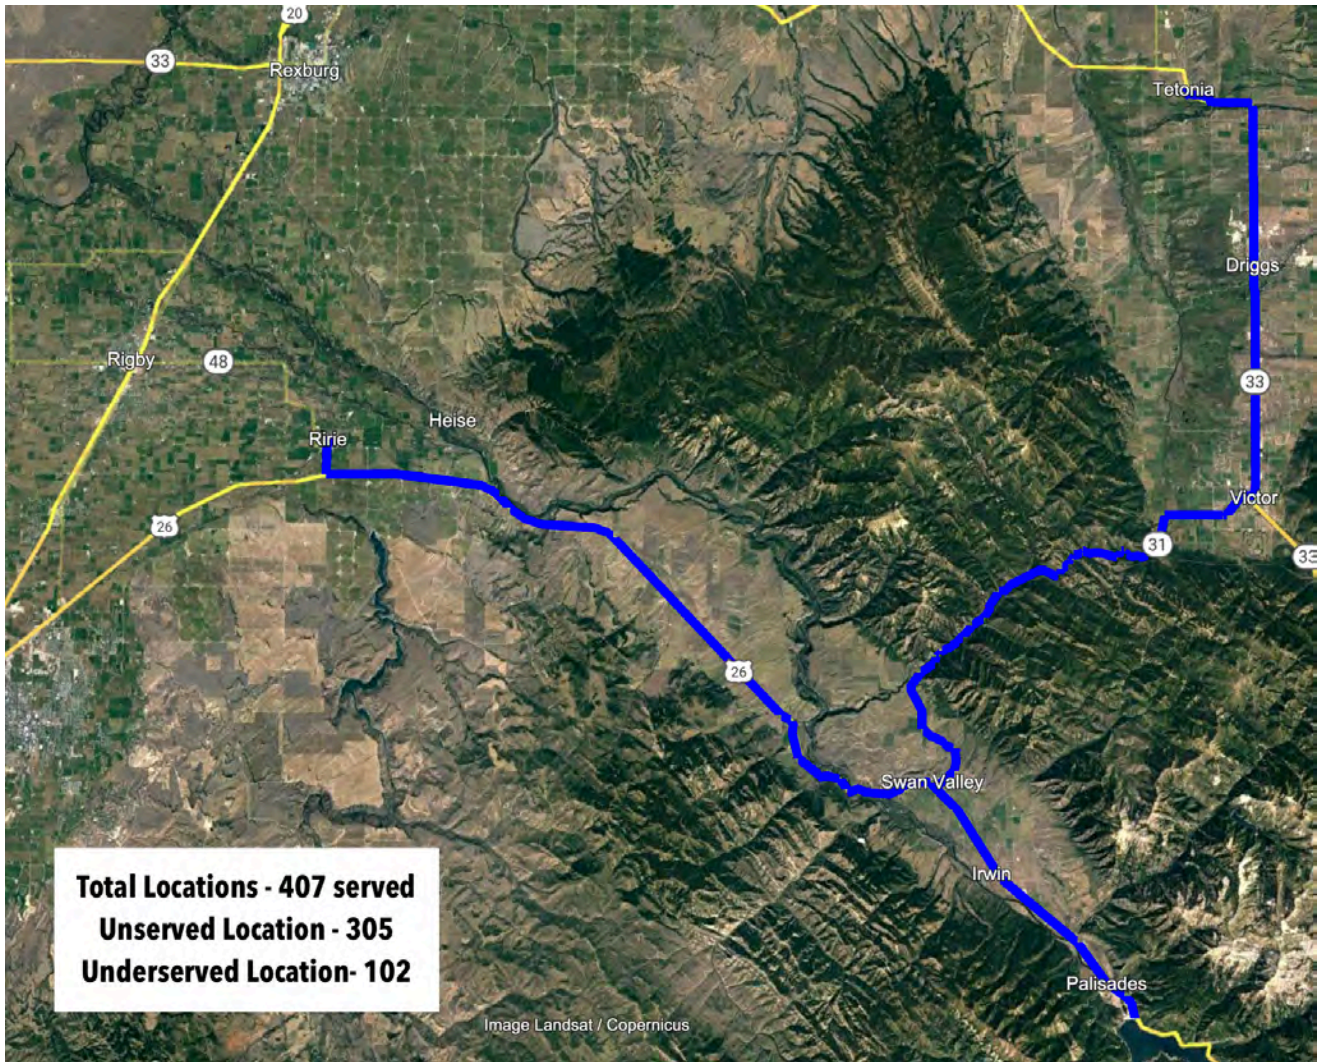 20
33
Rexburg
Tetonia
Driggs
Rigby
48
33
Heise
Ririe
Victor
26
31
33
26
Swan Valley
Irwin
Palisades
Total Locations - 407 served
Unserved Location - 305
Underserved Location- 102
Image Landsat / Copernicus